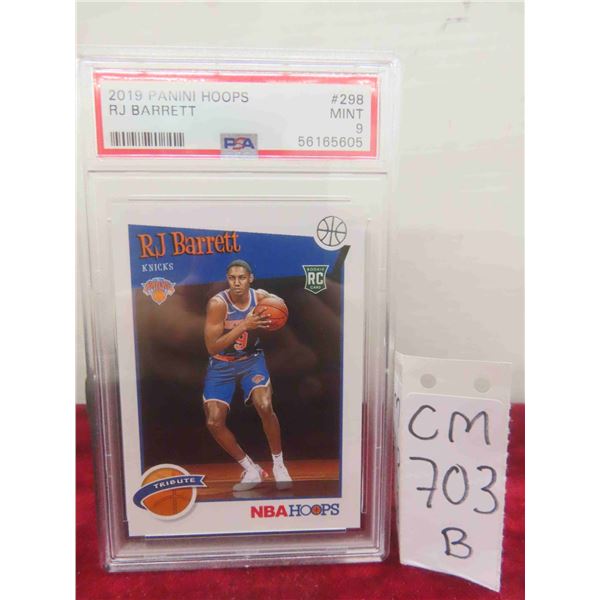 2019 PANINI HOOPS #298
RJ BARRETT MINT
9
PSA 56165605
RJ Barrett
KNICKS
ROOKIE
RC
CARD
9
TRIBUTE
NBA HOOPS
CM
703
B